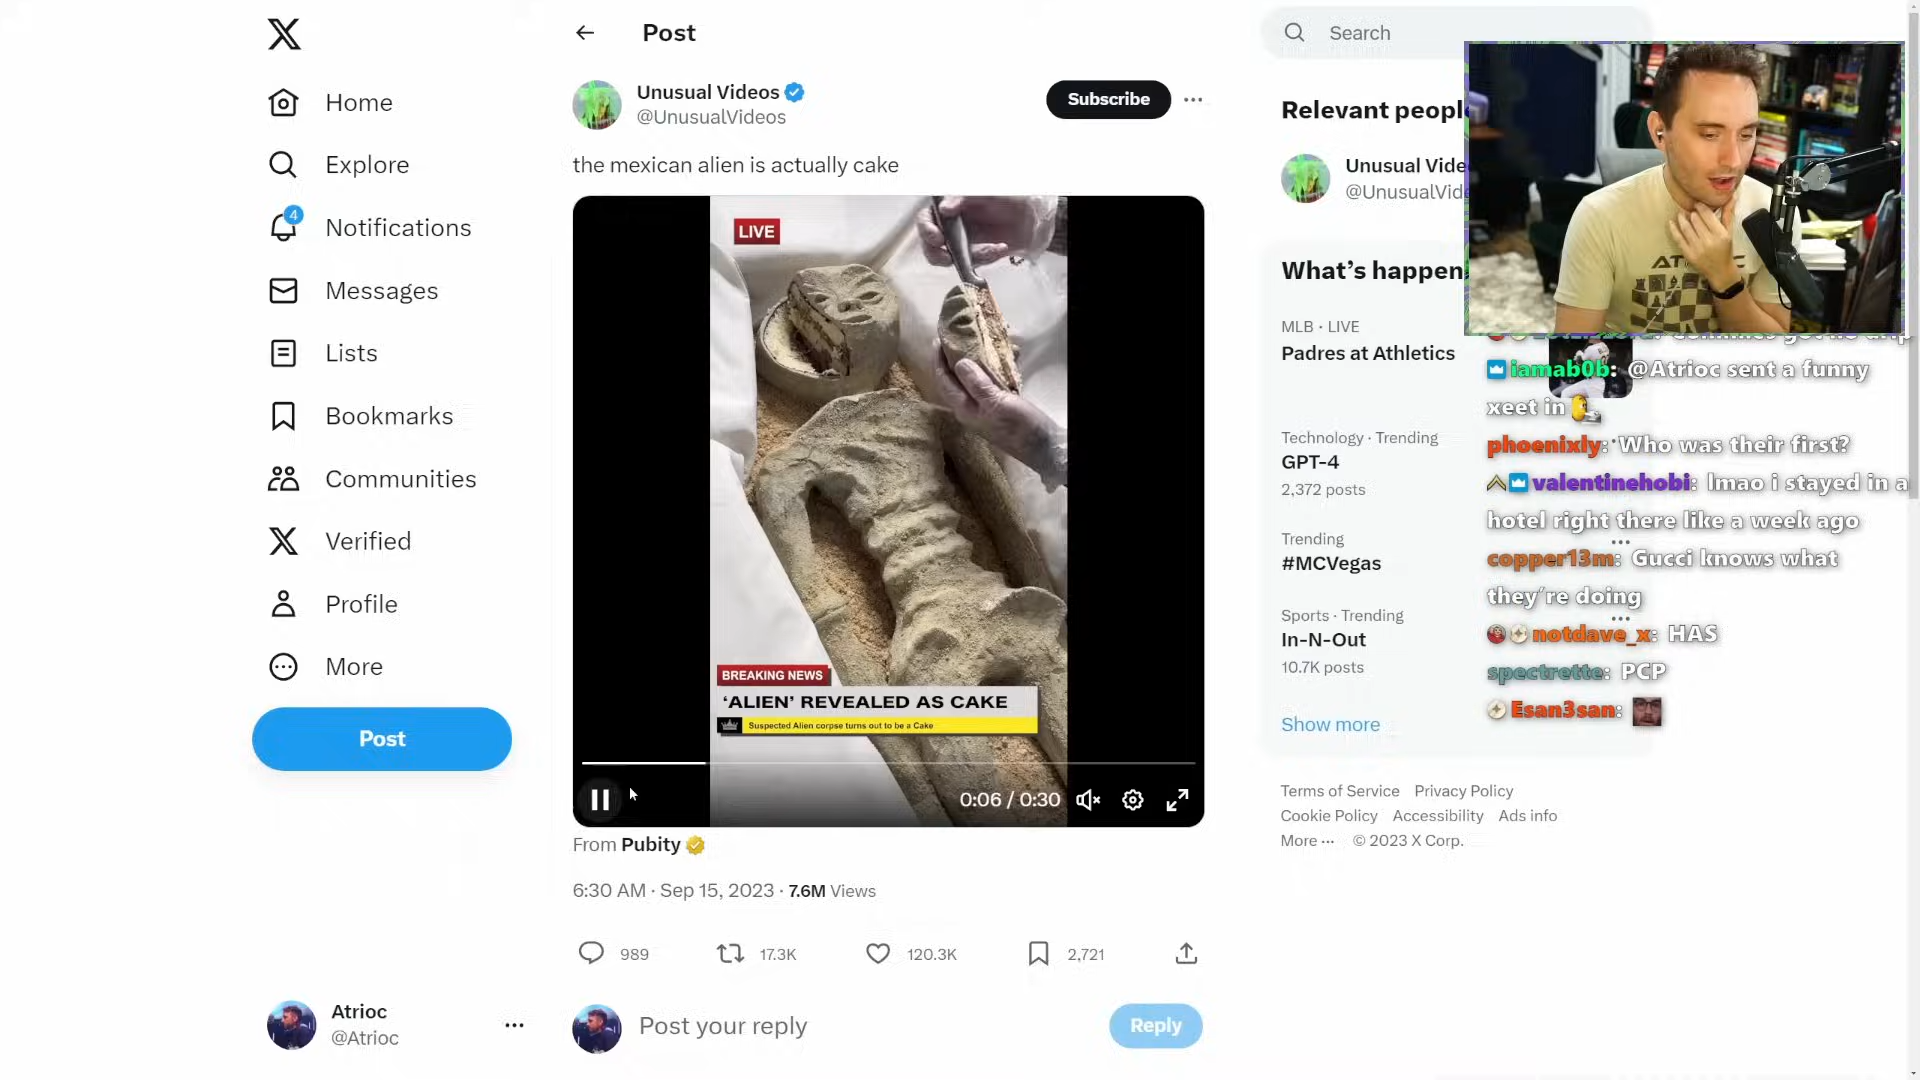 Home
Explore
4
Notifications
Messages
Lists
Bookmarks
Communities
Verified
Profile
More
Post
Atrioc
@Atrioc
Post
Unusual Videos
@UnusualVideos
Subscribe
the mexican alien is actually cake
LIVE
BREAKING NEWS
‘ALIEN’ REVEALED AS CAKE
Suspected Alien corpse turns out to be a Cake
0:06 / 0:30
From Pubity
6:30 AM · Sep 15, 2023 · 7.6M Views
989
17.3K
120.3K
2,721
Post your reply
Reply
Search
Relevant peopl
Unusual Vide
@UnusualVide
What’s happen
MLB · LIVE
Padres at Athletics
Technology · Trending
GPT-4
2,372 posts
Trending
#MCVegas
Sports · Trending
In-N-Out
10.7K posts
Show more
Terms of Service Privacy Policy
Cookie Policy Accessibility Ads info
More ··· © 2023 X Corp.
iamab0b: @Atrioc sent a funny
xeet in
phoenixly: Who was their first?
valentinehobi: lmao i stayed in a
hotel right there like a week ago
copper13m: Gucci knows what
they're doing
notdave_x: HAS
spectrette: PCP
Esan3san: